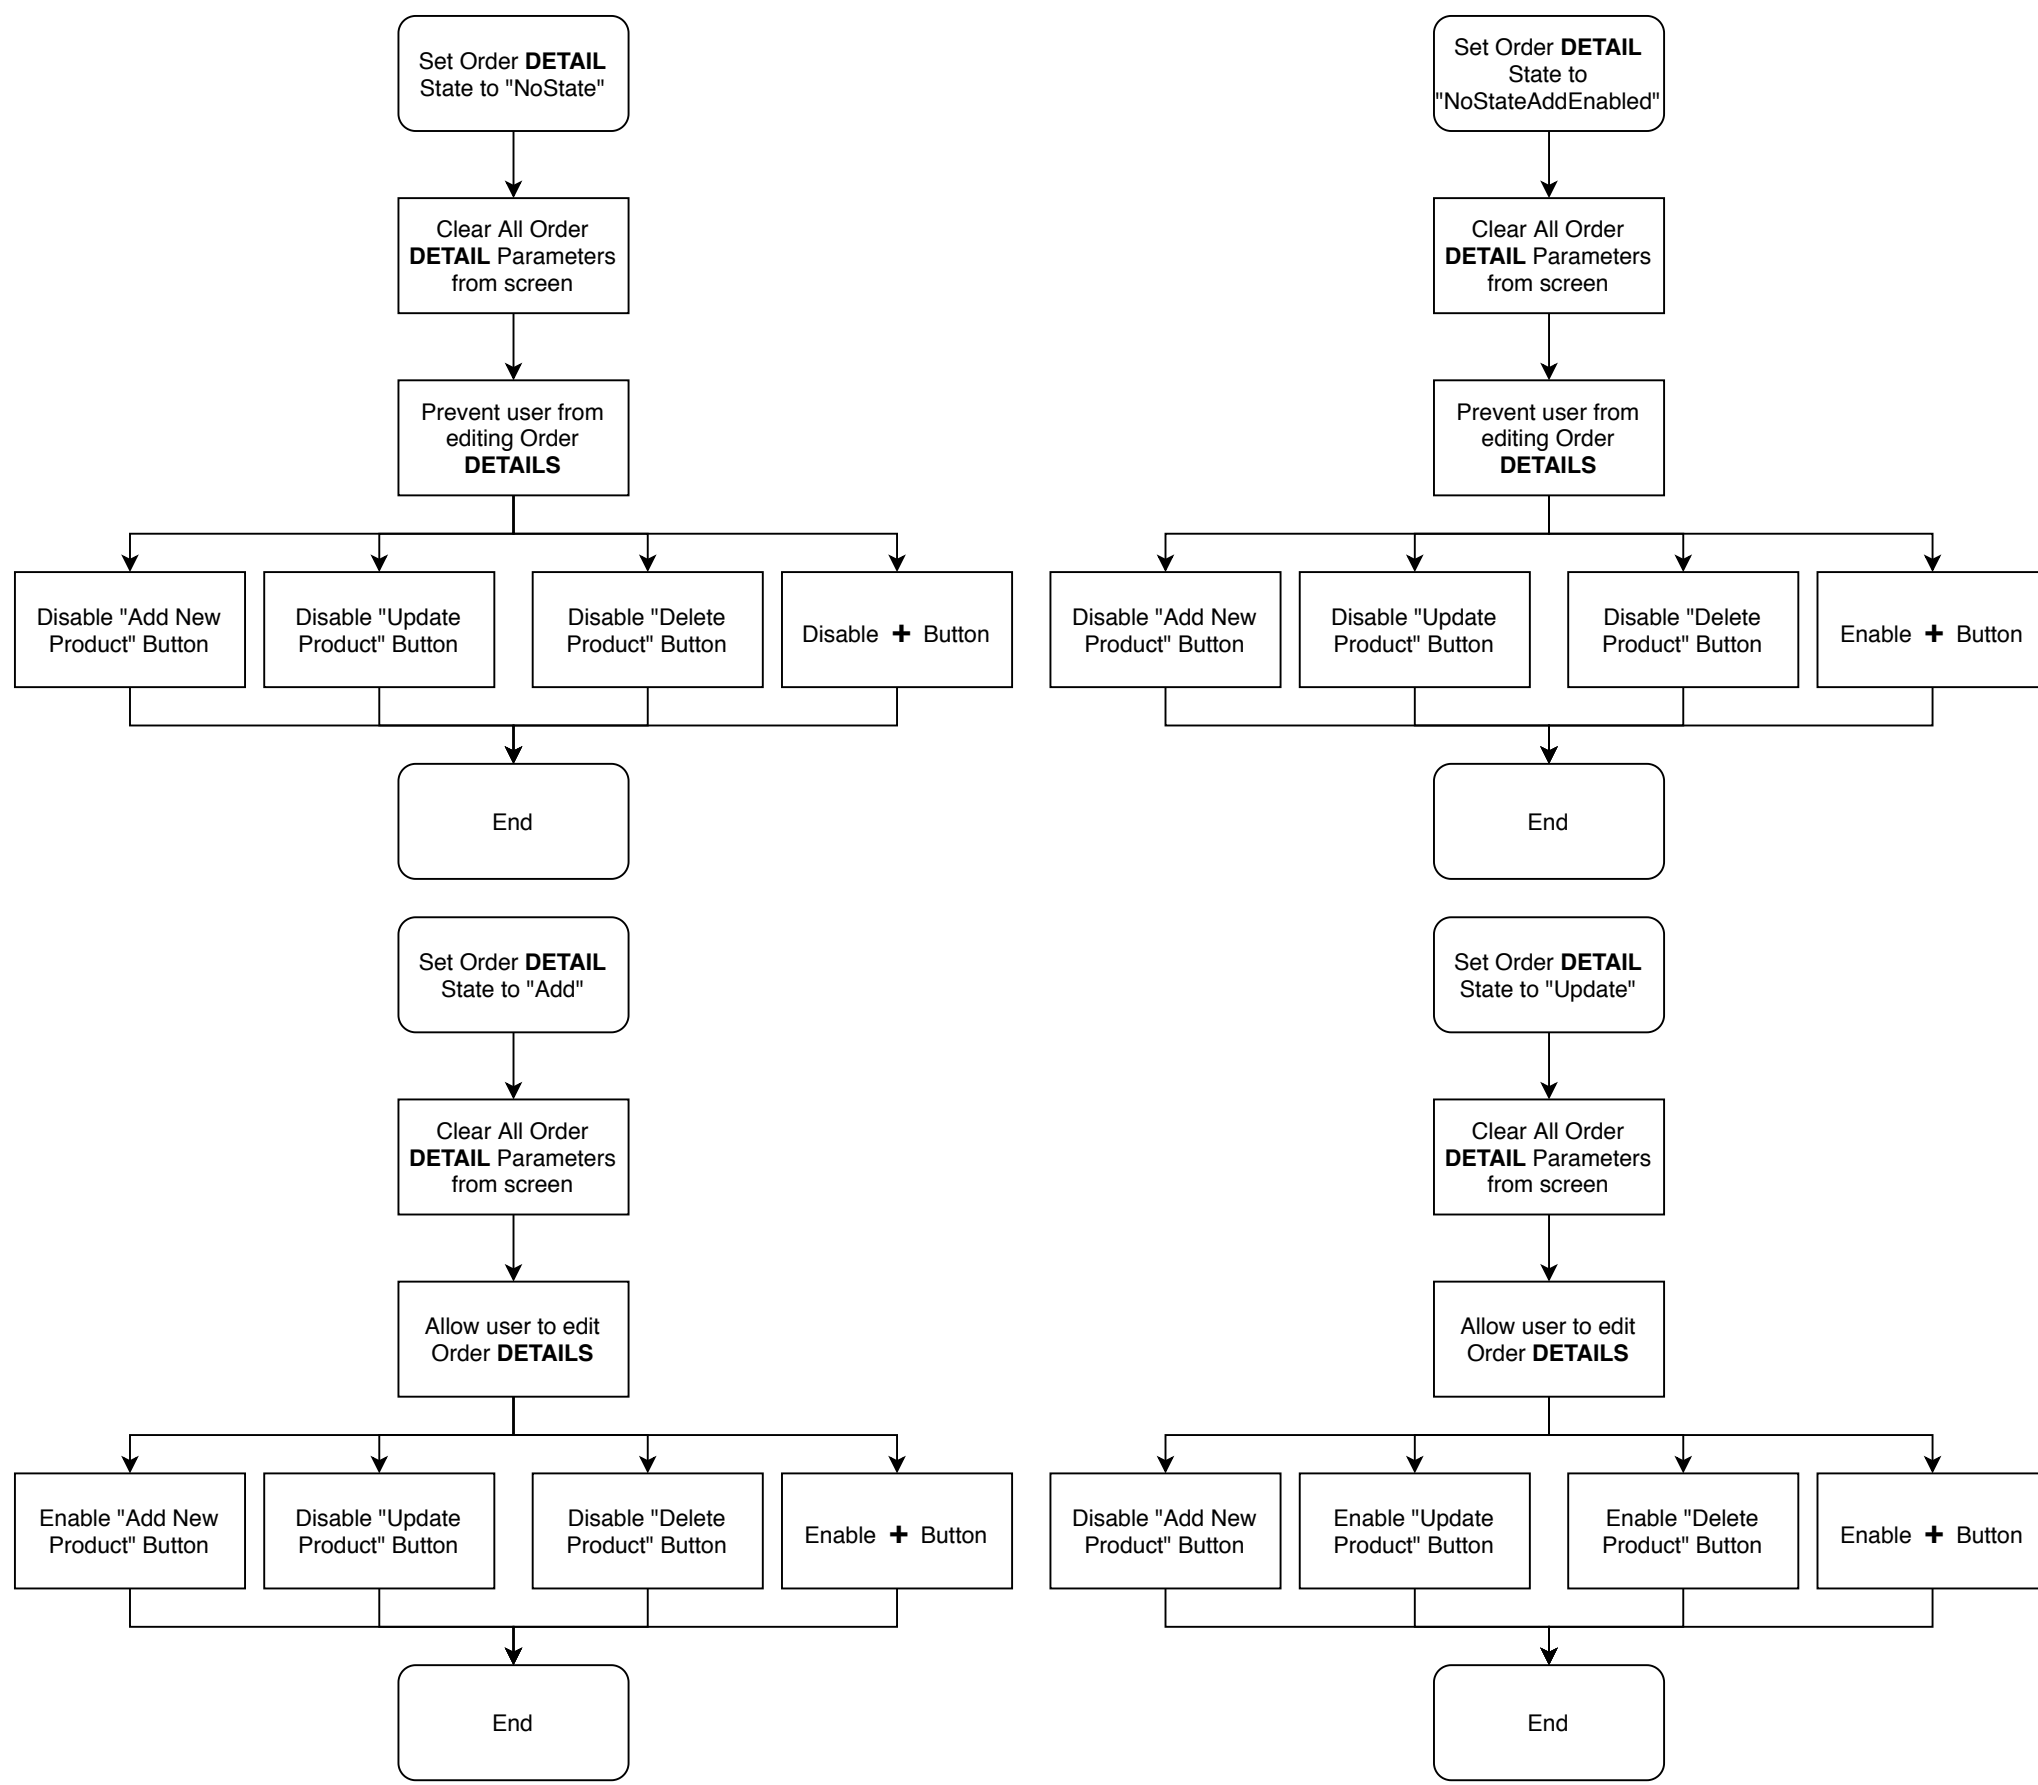 Set Order DETAIL
State to "NoState"
Clear All Order
DETAIL Parameters
from screen
Prevent user from
editing Order
DETAILS
Disable "Add New
Product" Button
Disable "Update
Product" Button
Disable "Delete
Product" Button
Disable + Button
End
Set Order DETAIL
State to
"NoStateAddEnabled"
Clear All Order
DETAIL Parameters
from screen
Prevent user from
editing Order
DETAILS
Disable "Add New
Product" Button
Disable "Update
Product" Button
Disable "Delete
Product" Button
Enable + Button
End
Set Order DETAIL
State to "Add"
Clear All Order
DETAIL Parameters
from screen
Allow user to edit
Order DETAILS
Enable "Add New
Product" Button
Disable "Update
Product" Button
Disable "Delete
Product" Button
Enable + Button
End
Set Order DETAIL
State to "Update"
Clear All Order
DETAIL Parameters
from screen
Allow user to edit
Order DETAILS
Disable "Add New
Product" Button
Enable "Update
Product" Button
Enable "Delete
Product" Button
Enable + Button
End